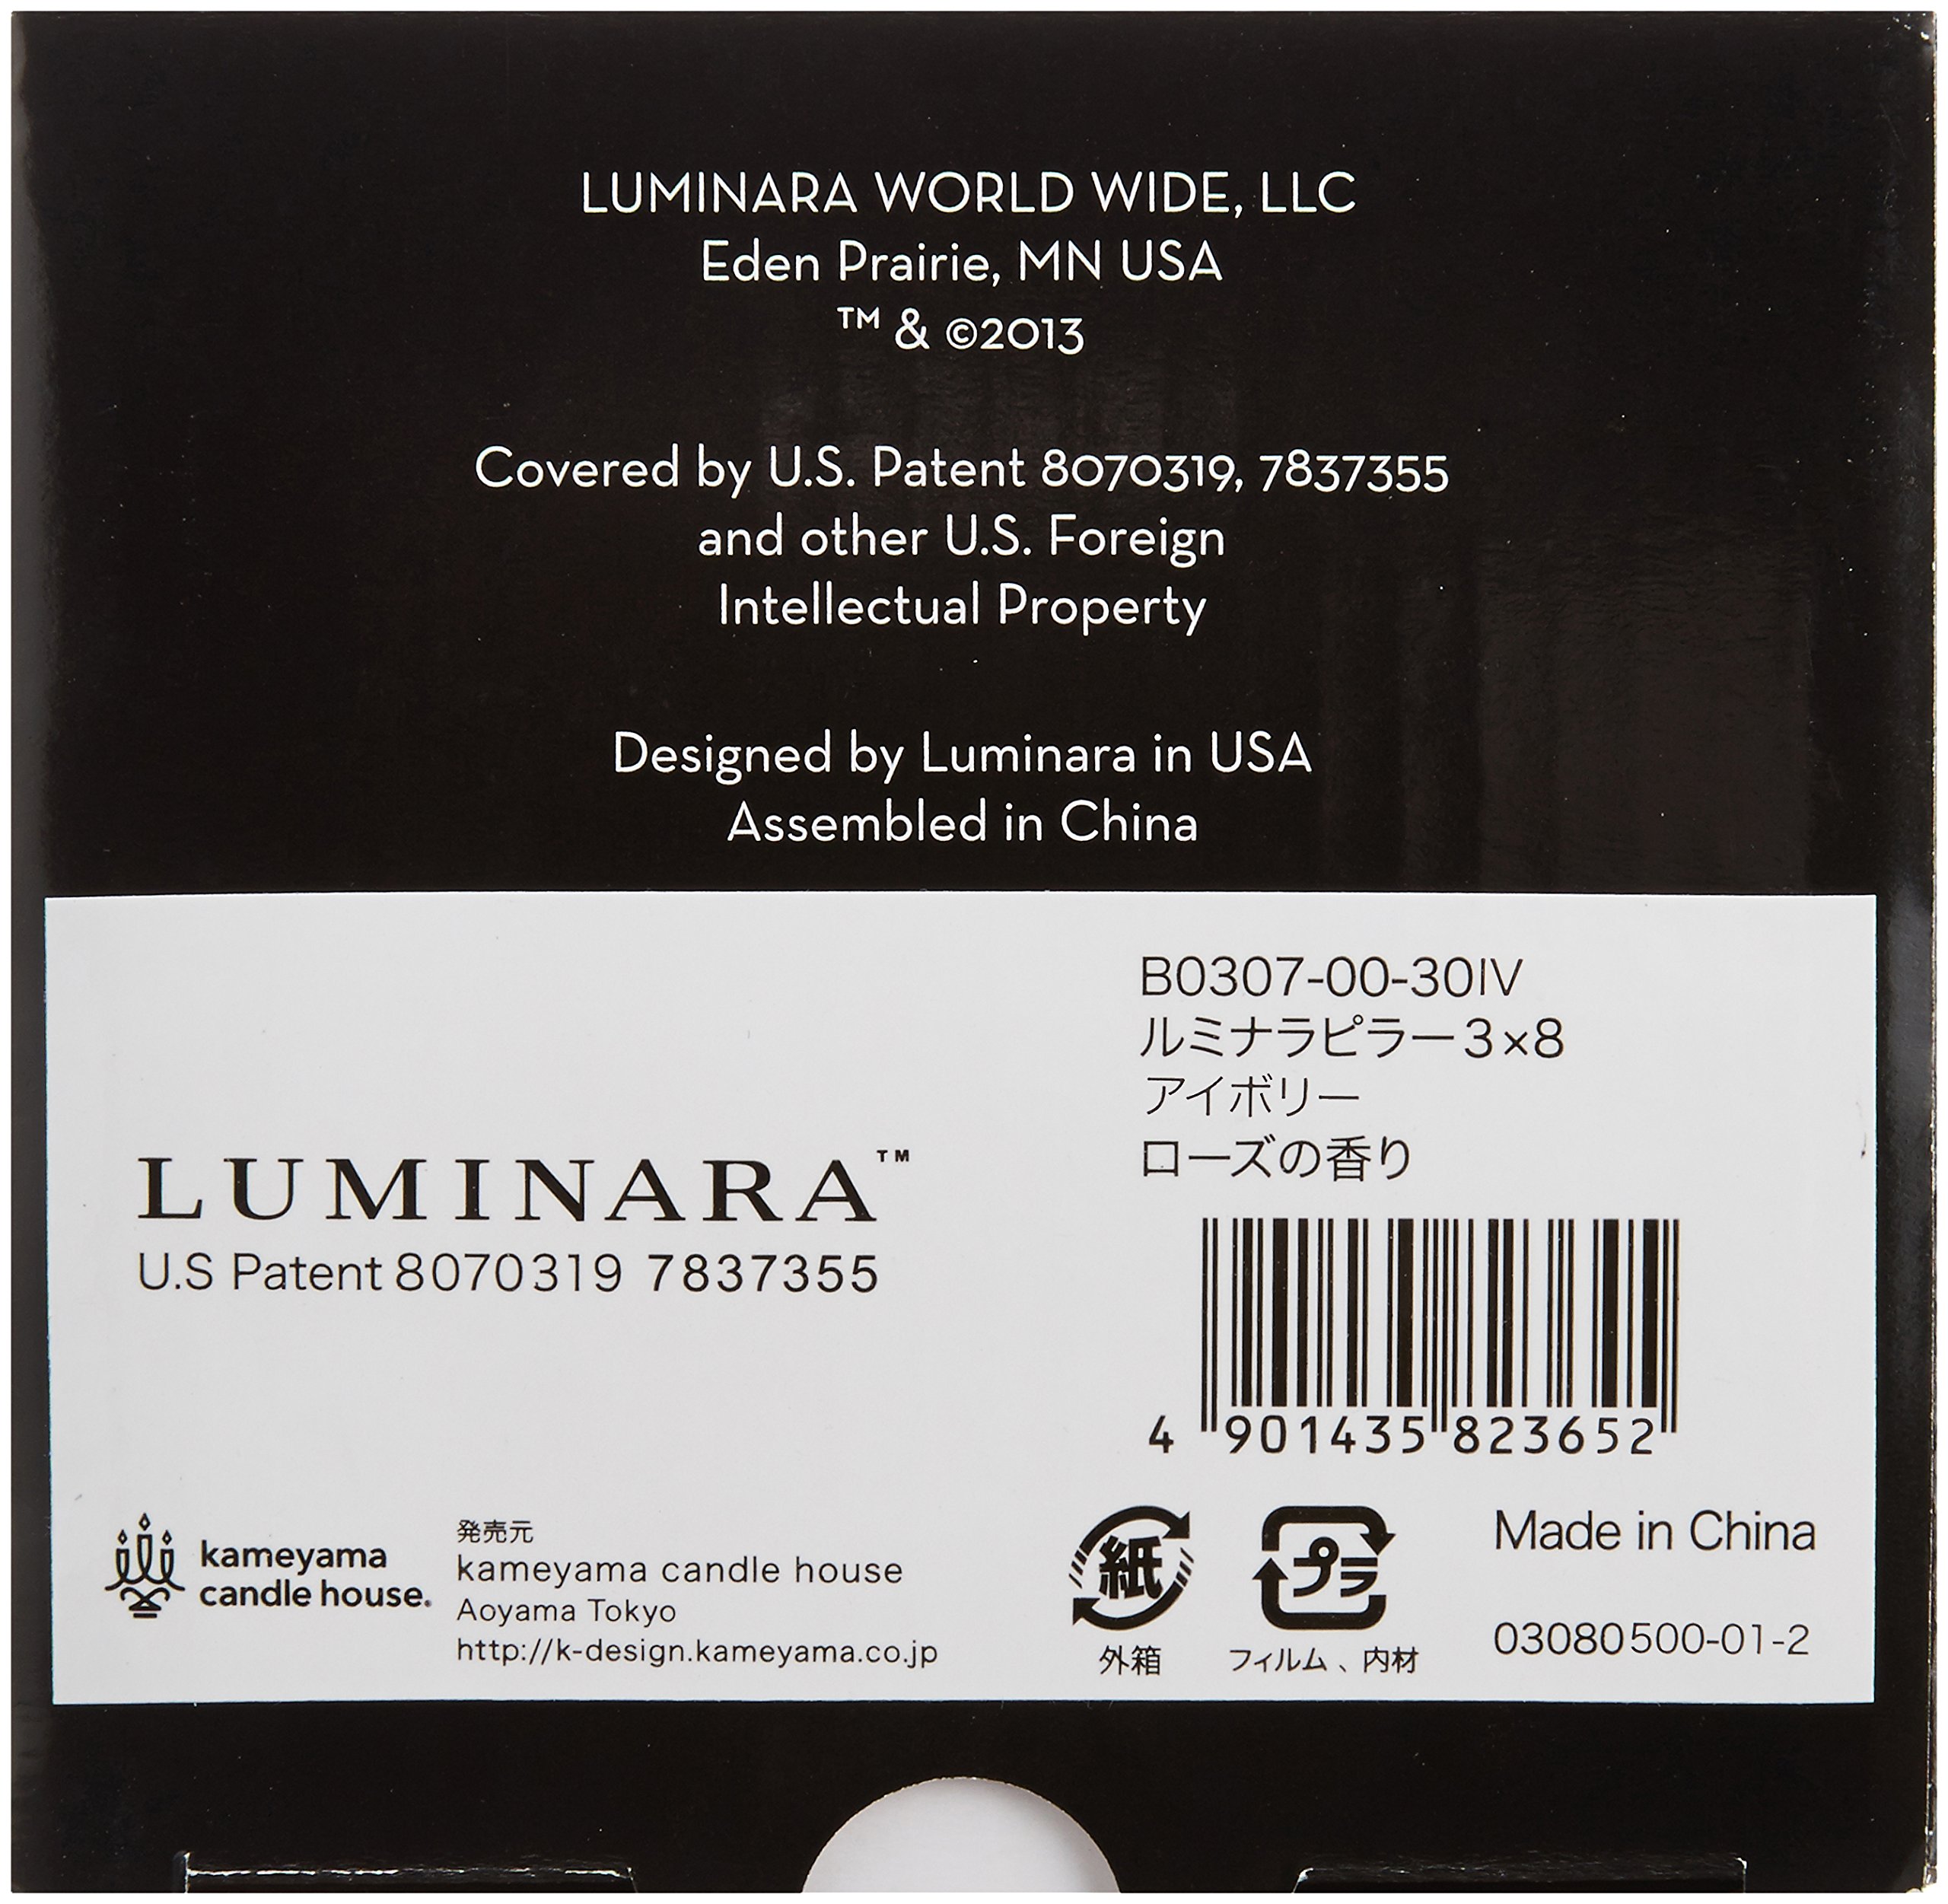 LUMINARA WORLD WIDE, LLC
Eden Prairie, MN USA
™ & ©2013
Covered by U.S. Patent 8070319, 7837355
and other U.S. Foreign
Intellectual Property
Designed by Luminara in USA
Assembled in China
LUMINARA™
U.S Patent 8070319 7837355
B0307-00-30IV
ルミナラピラー3×8
アイボリー
ローズの香り
4 901435 823652
kameyama
candle house.
発売元
kameyama candle house
Aoyama Tokyo
http://k-design.kameyama.co.jp
紙
外箱
プラ
フィルム、内材
Made in China
03080500-01-2